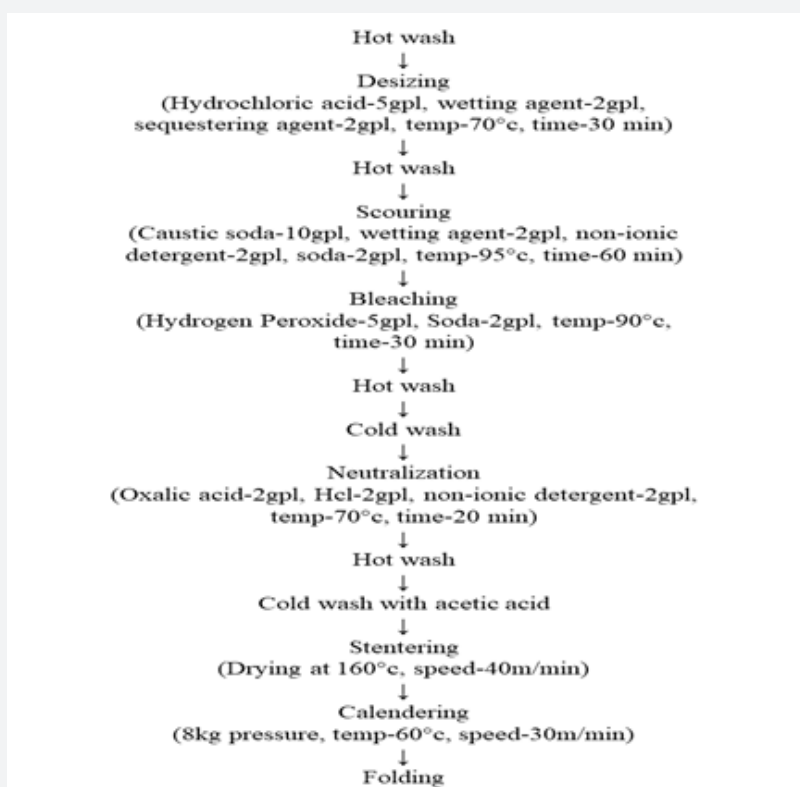 Hot wash
↓
Desizing
(Hydrochloric acid-5gpl, wetting agent-2gpl,
sequestering agent-2gpl, temp-70°c, time-30 min)
↓
Hot wash
↓
Scouring
(Caustic soda-10gpl, wetting agent-2gpl, non-ionic
detergent-2gpl, soda-2gpl, temp-95°c, time-60 min)
↓
Bleaching
(Hydrogen Peroxide-5gpl, Soda-2gpl, temp-90°c,
time-30 min)
↓
Hot wash
↓
Cold wash
↓
Neutralization
(Oxalic acid-2gpl, Hcl-2gpl, non-ionic detergent-2gpl,
temp-70°c, time-20 min)
↓
Hot wash
↓
Cold wash with acetic acid
↓
Stentering
(Drying at 160°c, speed-40m/min)
↓
Calendering
(8kg pressure, temp-60°c, speed-30m/min)
↓
Folding